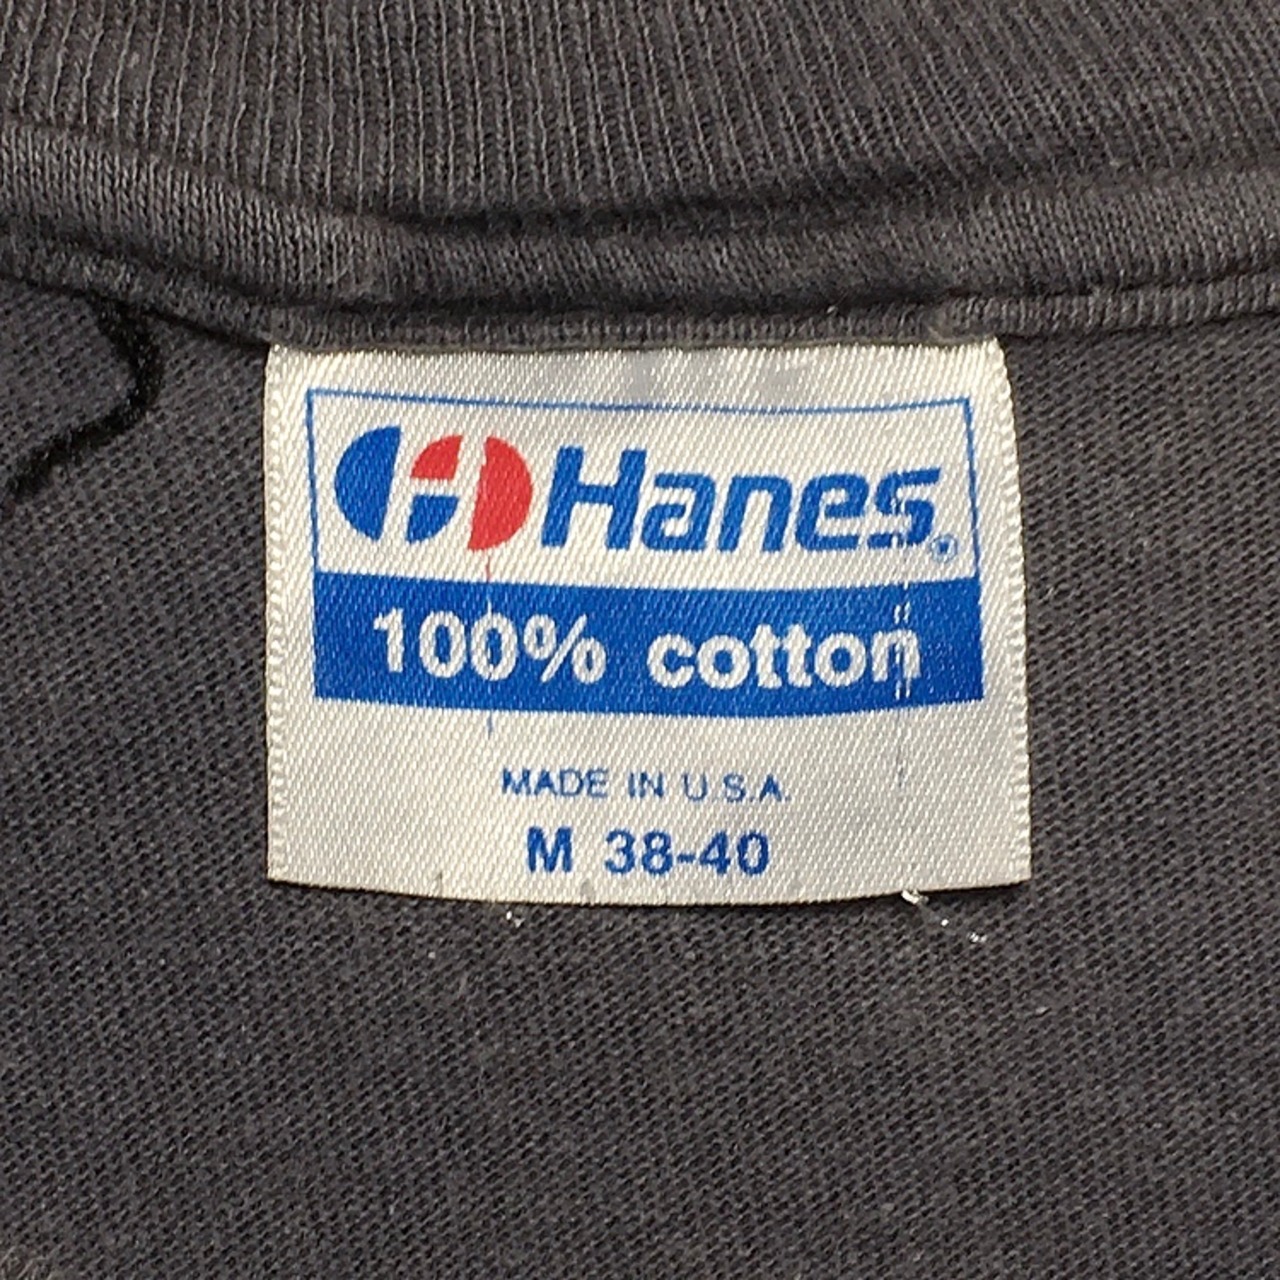 Hanes®
100% cotton
MADE IN U.S.A.
M 38-40